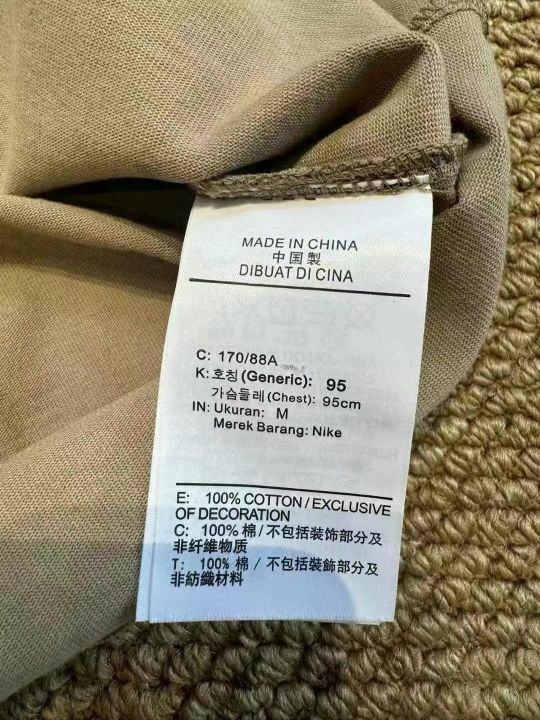 MADE IN CHINA
中国製
DIBUAT DI CINA
C: 170/88A
K: 호칭 (Generic): 95
가슴둘레 (Chest): 95cm
IN: Ukuran: M
Merek Barang: Nike
E: 100% COTTON / EXCLUSIVE
OF DECORATION
C: 100% 棉 / 不包括装饰部分及
非纤维物质
T: 100% 棉 / 不包括裝飾部分及
非紡織材料